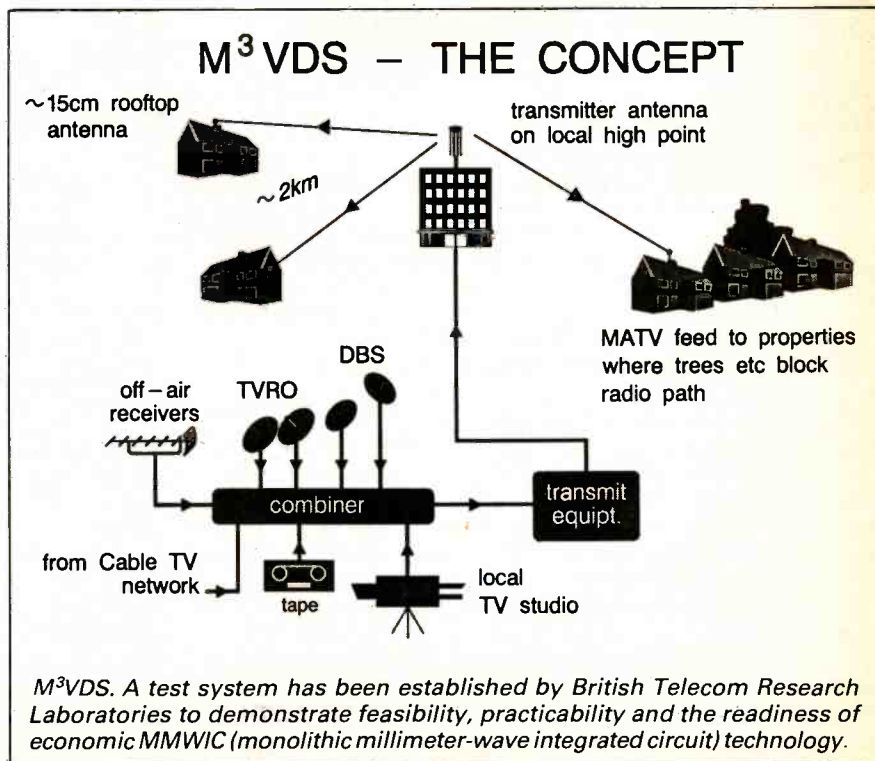 M³ VDS – THE CONCEPT
~15cm rooftop
antenna
transmitter antenna
on local high point
~2km
MATV feed to properties
where trees etc block
radio path
off-air
receivers
TVRO
DBS
combiner
transmit
equipt.
from Cable TV
network
tape
local
TV studio
M³VDS. A test system has been established by British Telecom Research
Laboratories to demonstrate feasibility, practicability and the readiness of
economic MMWIC (monolithic millimeter-wave integrated circuit) technology.